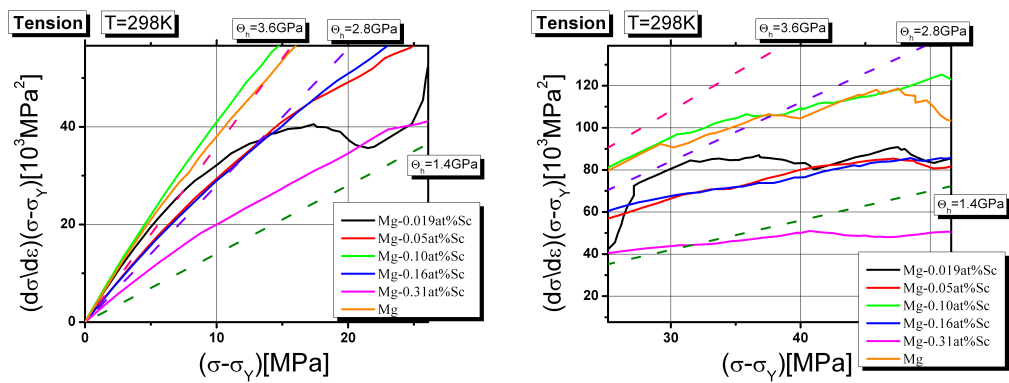 Tension
T=298K
Θh=3.6GPa
Θh=2.8GPa
(dσ\dε)(σ-σY)[10³MPa²]
40
20
0
Θh=1.4GPa
Mg-0.019at%Sc
Mg-0.05at%Sc
Mg-0.10at%Sc
Mg-0.16at%Sc
Mg-0.31at%Sc
Mg
0
10
20
(σ-σY)[MPa]
Tension
T=298K
Θh=3.6GPa
Θh=2.8GPa
(dσ\dε)(σ-σY)[10³MPa²]
120
100
80
60
40
20
Θh=1.4GPa
Mg-0.019at%Sc
Mg-0.05at%Sc
Mg-0.10at%Sc
Mg-0.16at%Sc
Mg-0.31at%Sc
Mg
30
40
(σ-σY)[MPa]